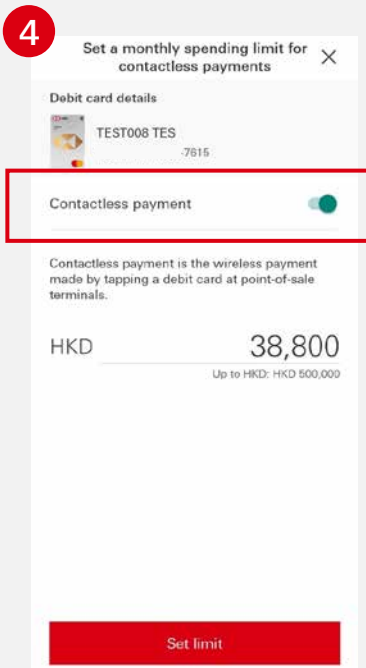 4
Set a monthly spending limit for
contactless payments
Debit card details
TEST008 TES
-7615
Contactless payment
Contactless payment is the wireless payment
made by tapping a debit card at point-of-sale
terminals.
HKD 38,800
Up to HKD: HKD 500,000
Set limit